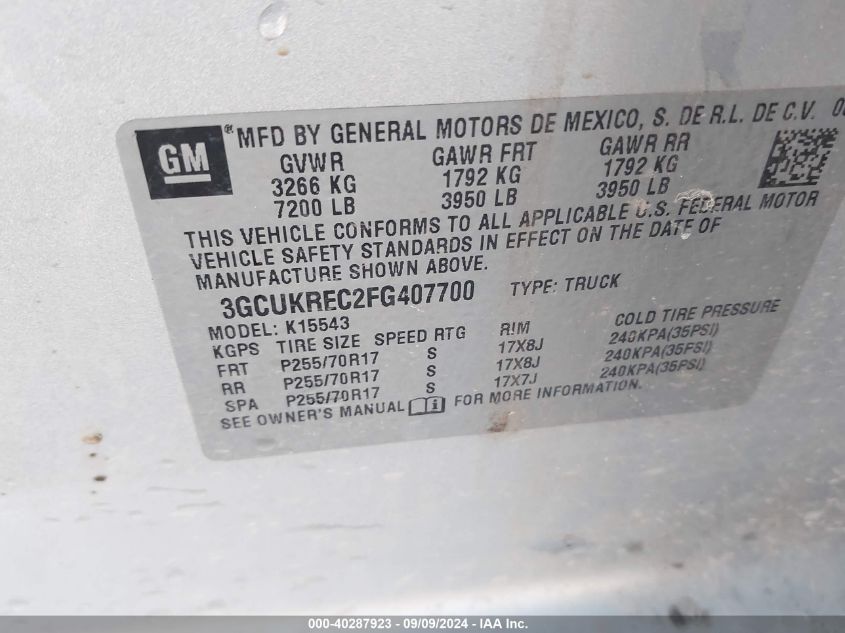 GM ® MFD BY GENERAL MOTORS DE MEXICO, S. DE R.L. DE C.V.
GVWR GAWR FRT GAWR RR
3266 KG 1792 KG 1792 KG
7200 LB 3950 LB 3950 LB
THIS VEHICLE CONFORMS TO ALL APPLICABLE U.S. FEDERAL MOTOR
VEHICLE SAFETY STANDARDS IN EFFECT ON THE DATE OF
MANUFACTURE SHOWN ABOVE.
3GCUKREC2FG407700 TYPE: TRUCK
MODEL: K15543
KGPS TIRE SIZE SPEED RTG RIM COLD TIRE PRESSURE
FRT P255/70R17 S 17X8J 240KPA(35PSI)
RR P255/70R17 S 17X8J 240KPA(35PSI)
SPA P255/70R17 S 17X7J 240KPA(35PSI)
SEE OWNER'S MANUAL FOR MORE INFORMATION.
000-40287923 - 09/09/2024 - IAA Inc.